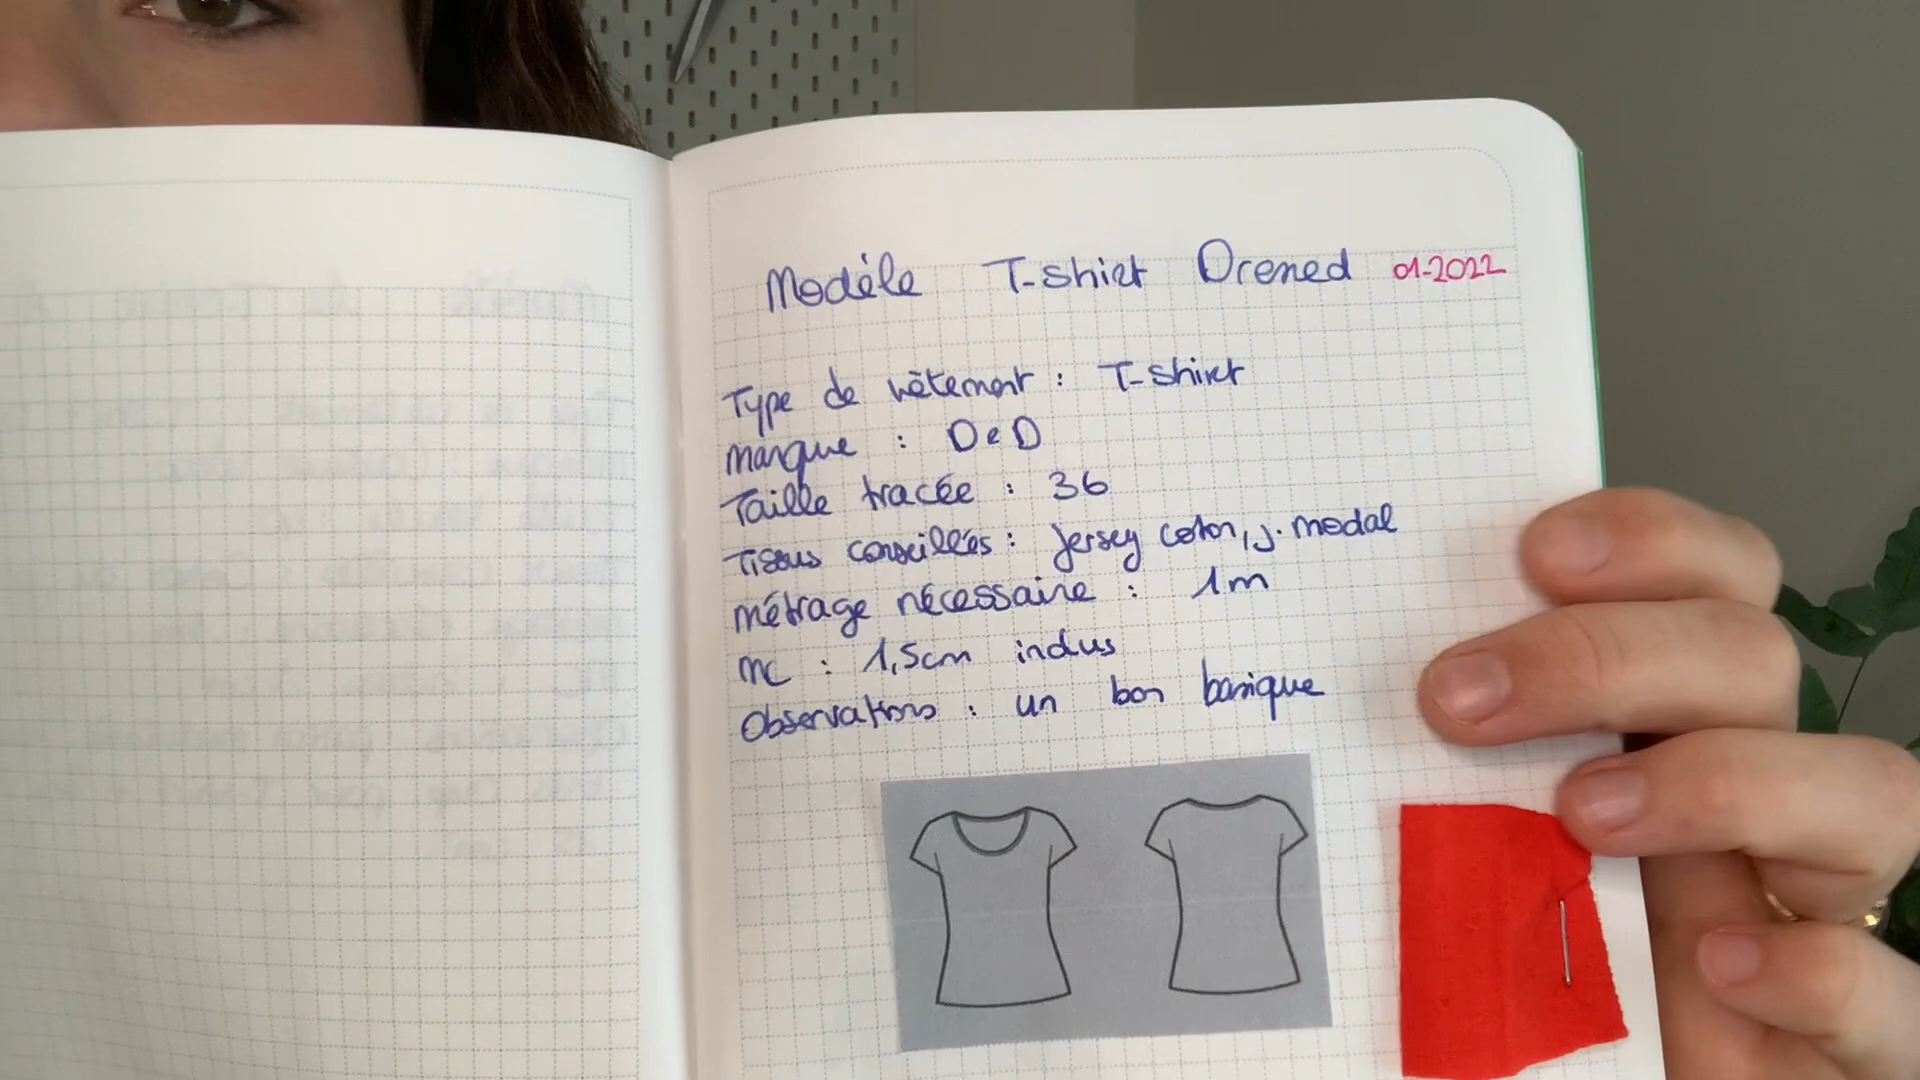 Modèle T-shirt Orened 01-2022
Type de vêtement : T-shirt
Marque : DeD
Taille tracée : 36
Tissus conseillés : jersey coton, j. modal
Métrage nécessaire : 1m
MC : 1,5cm inclus
Observations : un bon basique